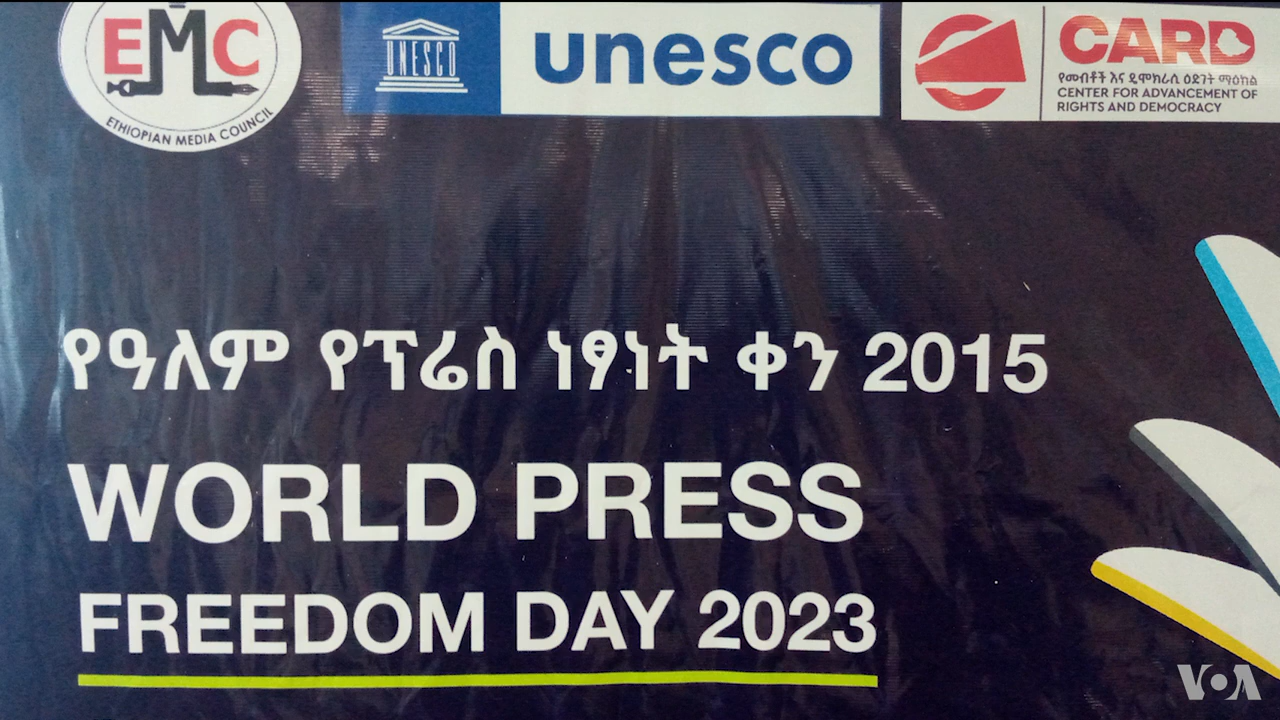 EMC
ETHIOPIAN MEDIA COUNCIL
UNESCO
unesco
CARD
የመብቶች እና ዲሞክራሲ ዕድገት ማዕከል
CENTER FOR ADVANCEMENT OF
RIGHTS AND DEMOCRACY
የዓለም የፕሬስ ነፃነት ቀን 2015
WORLD PRESS
FREEDOM DAY 2023
VOA